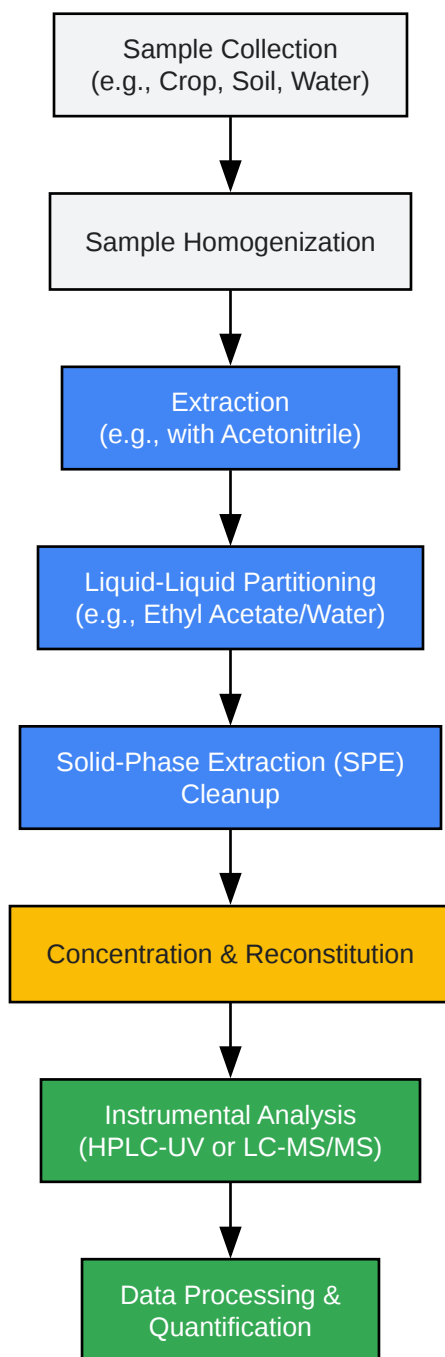 Sample Collection
(e.g., Crop, Soil, Water)
Sample Homogenization
Extraction
(e.g., with Acetonitrile)
Liquid-Liquid Partitioning
(e.g., Ethyl Acetate/Water)
Solid-Phase Extraction (SPE)
Cleanup
Concentration & Reconstitution
Instrumental Analysis
(HPLC-UV or LC-MS/MS)
Data Processing &
Quantification